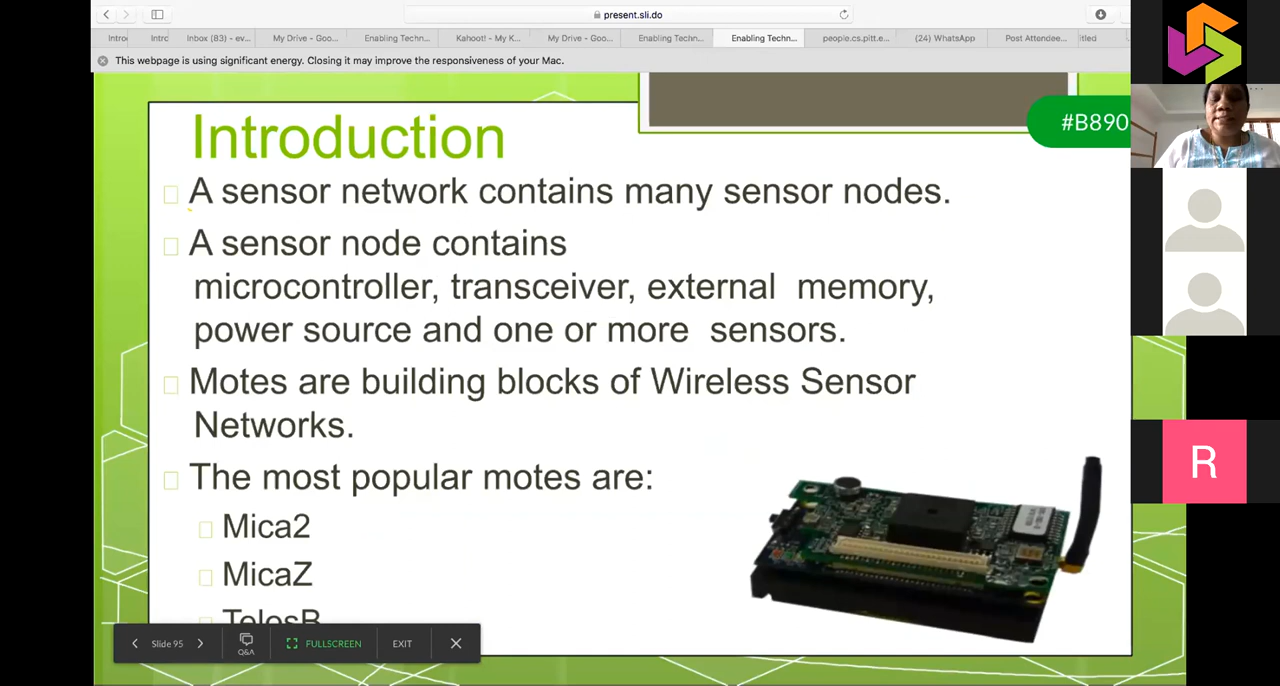 present.sli.do
Introd
Intro
Inbox (83) - ev...
My Drive - Goo...
Enabling Techn...
Kahoot! - My K...
My Drive - Goo...
Enabling Techn...
Enabling Techn...
people.cs.pitt.e...
(24) WhatsApp
Post Attendee...
itled
This webpage is using significant energy. Closing it may improve the responsiveness of your Mac.
#B890
Introduction
A sensor network contains many sensor nodes.
A sensor node contains
microcontroller, transceiver, external memory,
power source and one or more sensors.
Motes are building blocks of Wireless Sensor
Networks.
The most popular motes are:
Mica2
MicaZ
TelosB
Slide 95
Q&A
FULLSCREEN
EXIT
R